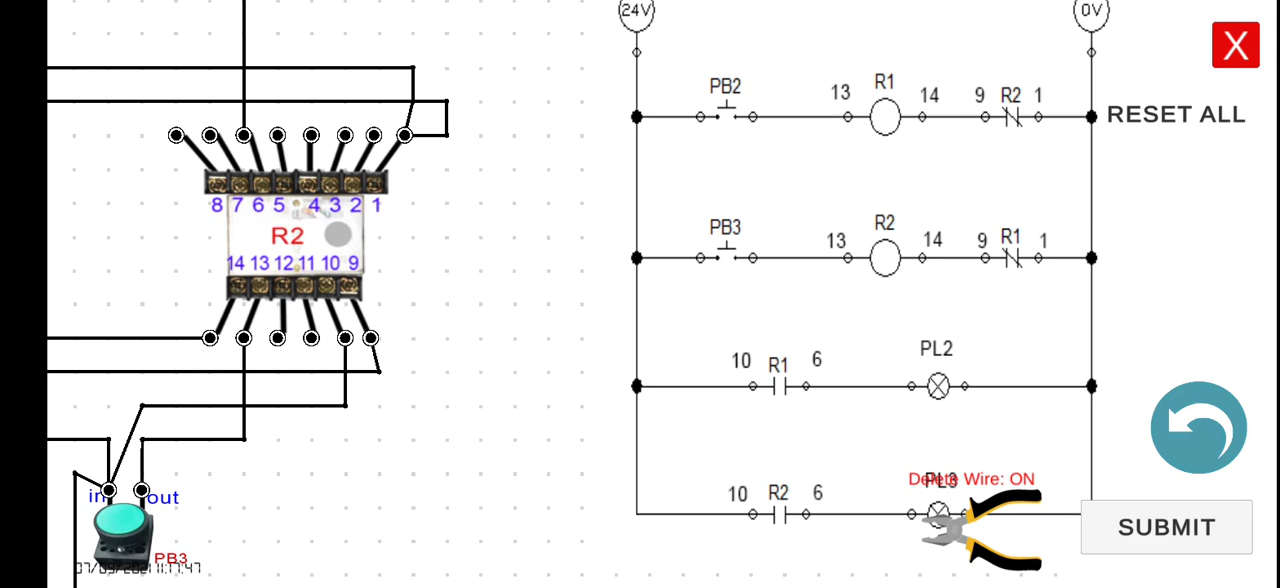 24V
0V
X
PB2
13
R1
14
9
R2
1
RESET ALL
8 7 6 5 4 3 2 1
R2
14 13 12 11 10 9
PB3
13
R2
14
9
R1
1
10
R1
6
PL2
in
out
PB3
10
R2
6
PL3
Delete Wire: ON
SUBMIT